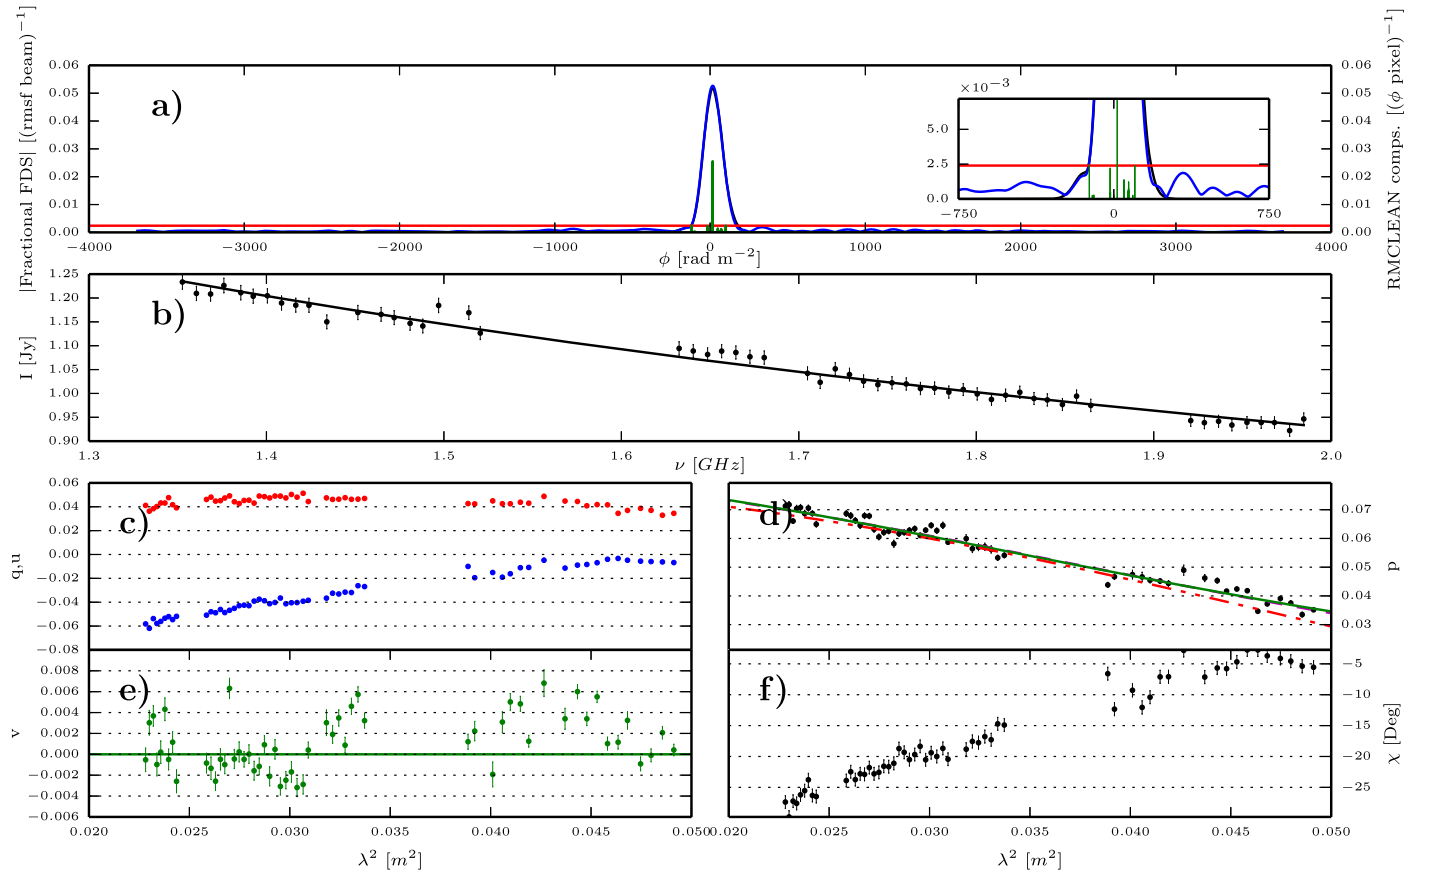 |Fractional FDS| [(rmsf beam)⁻¹]
0.06
0.05
0.04
0.03
0.02
0.01
0.00
a)
×10⁻³
5.0
2.5
0.0
−750 0 750
0.06
0.05
0.04
0.03
0.02
0.01
0.00
RMCLEAN comps. [(ϕ pixel)⁻¹]
−4000 −3000 −2000 −1000 0 1000 2000 3000 4000
ϕ [rad m⁻²]
I [Jy]
1.25
1.20
1.15
1.10
1.05
1.00
0.95
0.90
b)
1.3 1.4 1.5 1.6 1.7 1.8 1.9 2.0
ν [GHz]
q,u
0.06
0.04
0.02
0.00
−0.02
−0.04
−0.06
−0.08
c)
d)
0.07
0.06
0.05
0.04
0.03
p
v
0.008
0.006
0.004
0.002
0.000
−0.002
−0.004
−0.006
e)
0.020 0.025 0.030 0.035 0.040 0.045 0.050
λ² [m²]
f)
−5
−10
−15
−20
−25
χ [Deg]
0.020 0.025 0.030 0.035 0.040 0.045 0.050
λ² [m²]